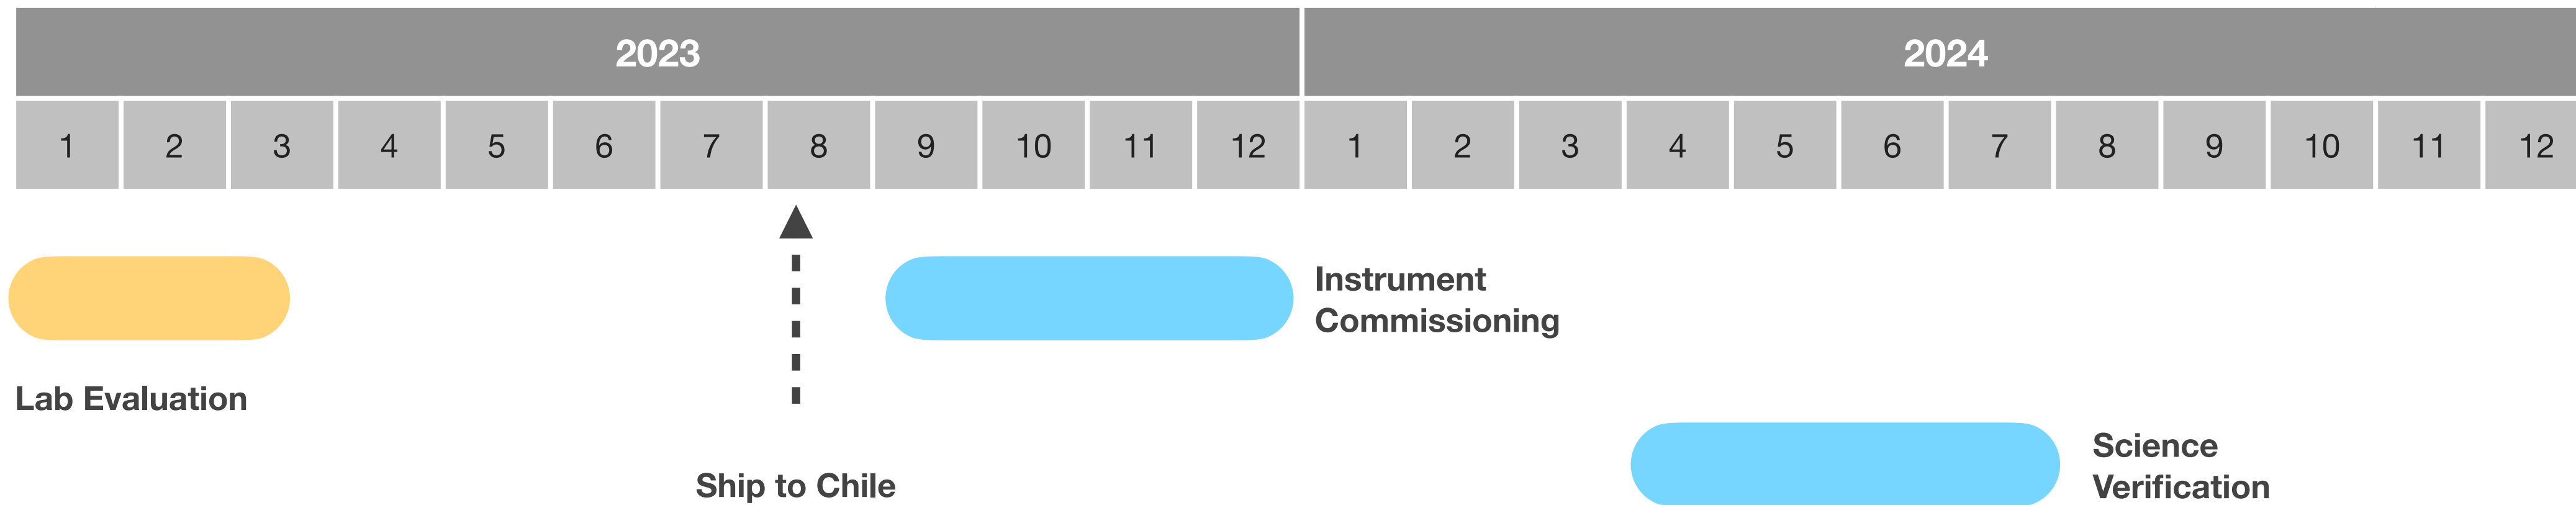 2023 2024
1 2 3 4 5 6 7 8 9 10 11 12 1 2 3 4 5 6 7 8 9 10 11 12
Instrument
Commissioning
Lab Evaluation
Ship to Chile
Science
Verification